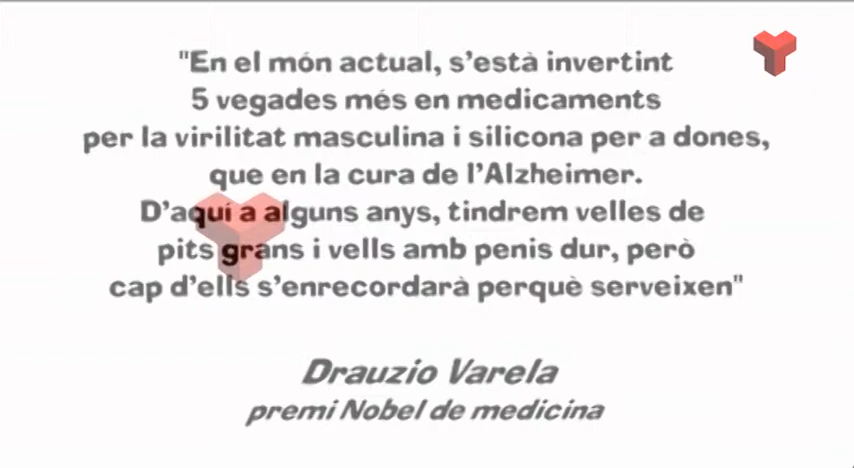 "En el món actual, s'està invertint
5 vegades més en medicaments
per la virilitat masculina i silicona per a dones,
que en la cura de l'Alzheimer.
D'aquí a alguns anys, tindrem velles de
pits grans i vells amb penis dur, però
cap d'ells s'enrecordarà perquè serveixen"
Drauzio Varela
premi Nobel de medicina